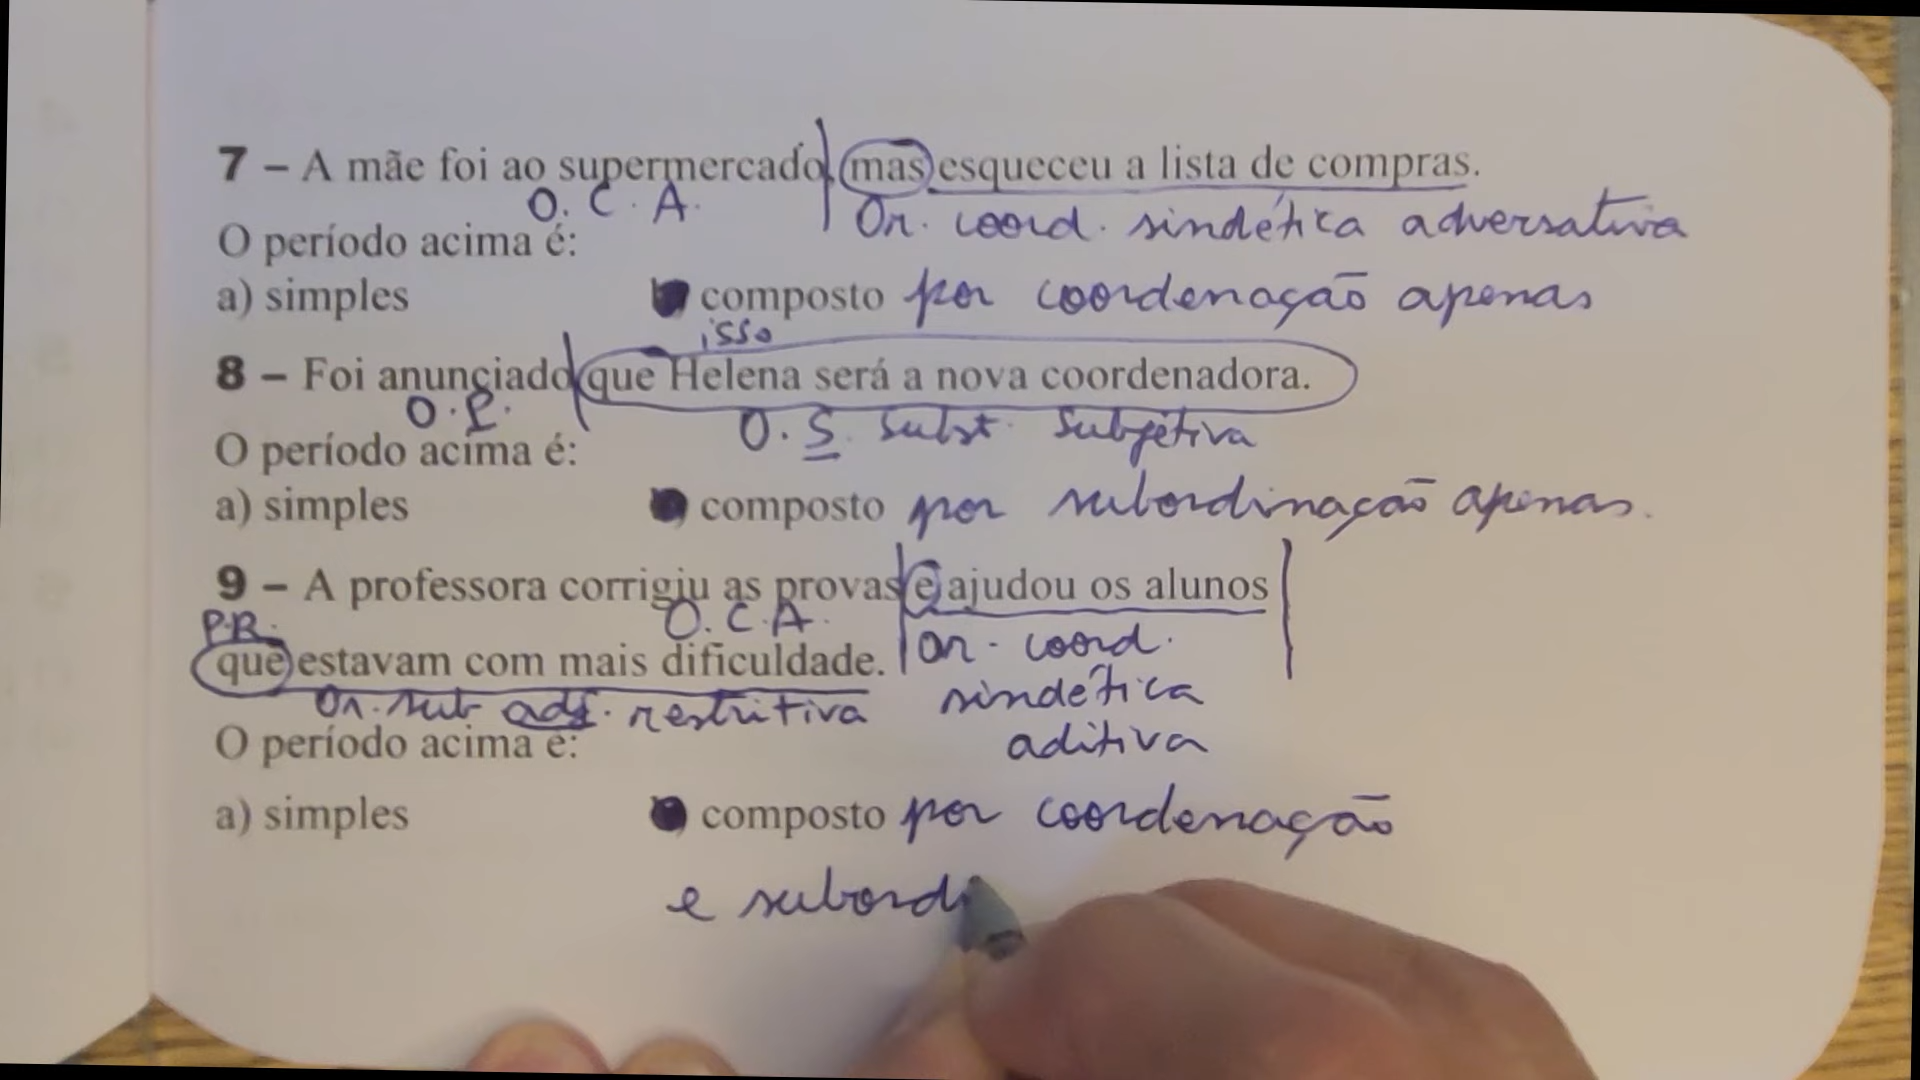 7 – A mãe foi ao supermercado, mas esqueceu a lista de compras.
O. C. A. Or. coord. sindética adversativa
O período acima é:
a) simples composto por coordenação apenas
isso
8 – Foi anunciado que Helena será a nova coordenadora.
O.P. O. S. subst. subjetiva
O período acima é:
a) simples composto por subordinação apenas.
9 – A professora corrigiu as provas e ajudou os alunos
P.R. O. C. A. or. coord.
que estavam com mais dificuldade.
Or. sub adj. restritiva sindética
O período acima é: aditiva
a) simples composto por coordenação
e subordi